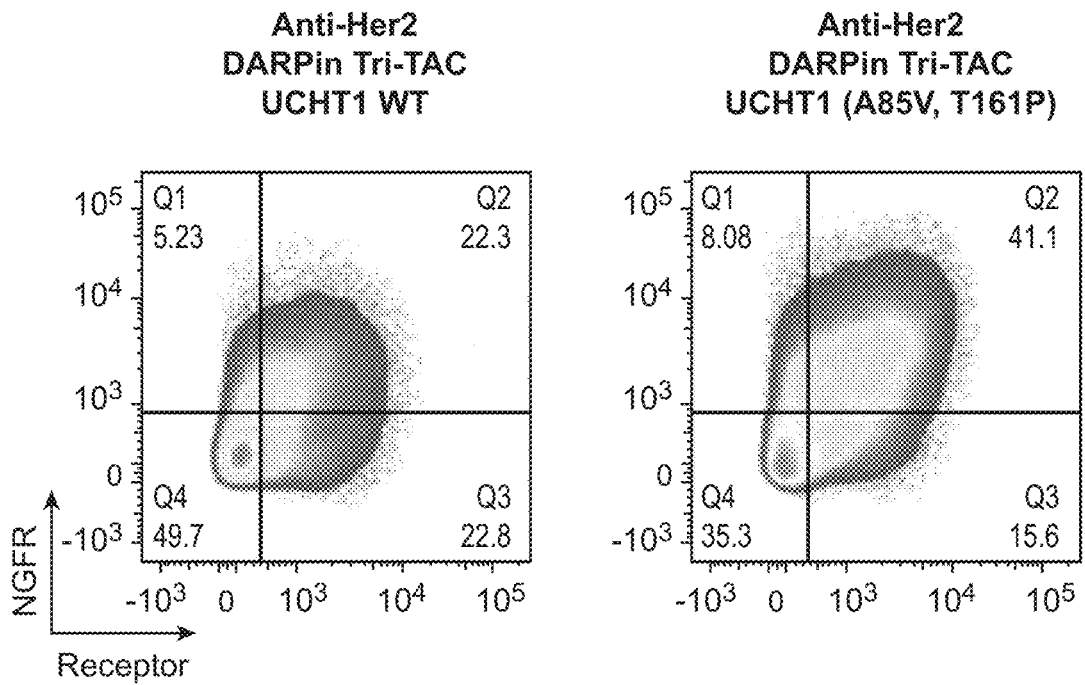 Anti-Her2
DARPin Tri-TAC
UCHT1 WT
Anti-Her2
DARPin Tri-TAC
UCHT1 (A85V, T161P)
Q1
5.23
Q2
22.3
Q4
49.7
Q3
22.8
10⁵
10⁴
10³
0
-10³
-10³ 0 10³ 10⁴ 10⁵
Q1
8.08
Q2
41.1
Q4
35.3
Q3
15.6
10⁵
10⁴
10³
0
-10³
-10³ 0 10³ 10⁴ 10⁵
NGFR
Receptor